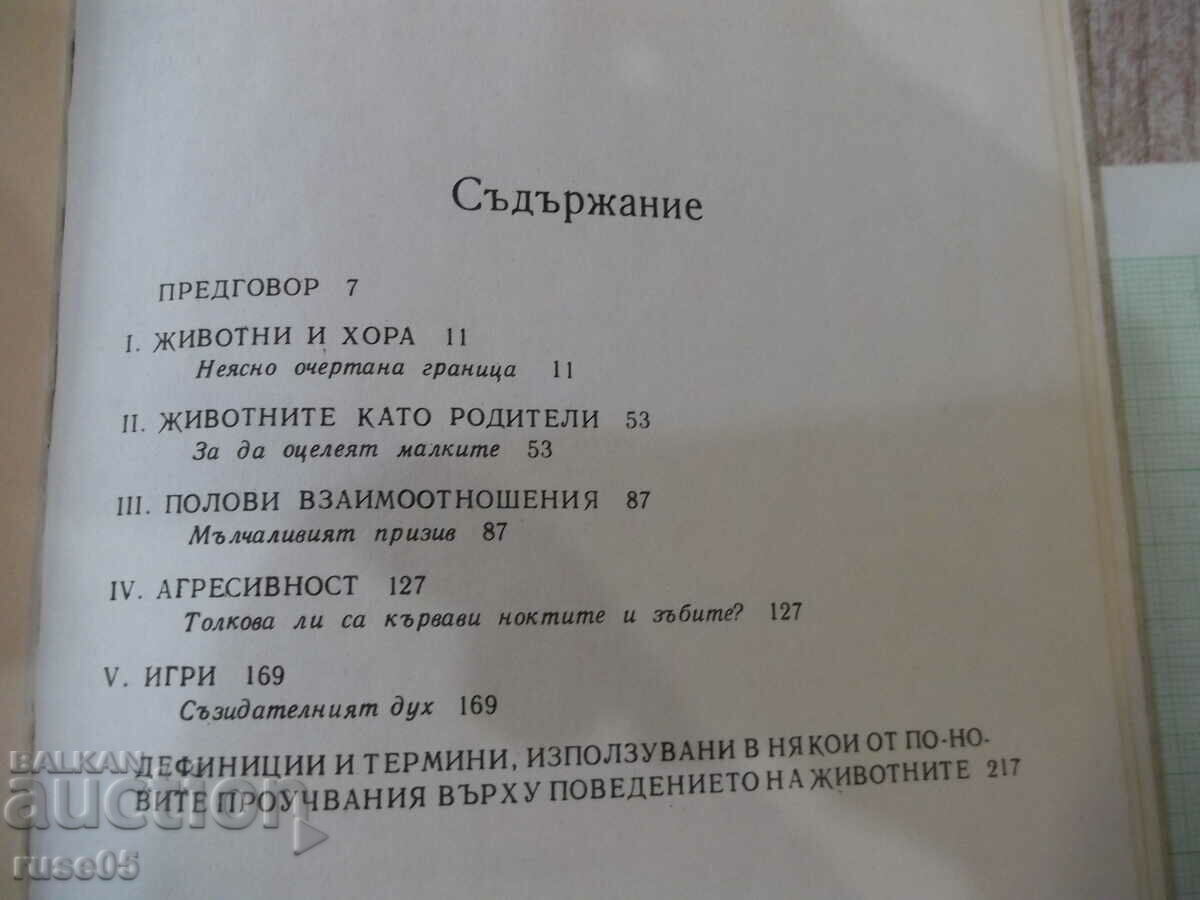 Съдържание
ПРЕДГОВОР 7
I. ЖИВОТНИ И ХОРА 11
Неясно очертана граница 11
II. ЖИВОТНИТЕ КАТО РОДИТЕЛИ 53
За да оцелеят малките 53
III. ПОЛОВИ ВЗАИМООТНОШЕНИЯ 87
Мълчаливият призив 87
IV. АГРЕСИВНОСТ 127
Толкова ли са кървави ноктите и зъбите? 127
V. ИГРИ 169
Съзидателният дух 169
ДЕФИНИЦИИ И ТЕРМИНИ, ИЗПОЛЗУВАНИ В НЯКОИ ОТ ПО-НО-
ВИТЕ ПРОУЧВАНИЯ ВЪРХУ ПОВЕДЕНИЕТО НА ЖИВОТНИТЕ 217
BALKAN
auction
ruse05